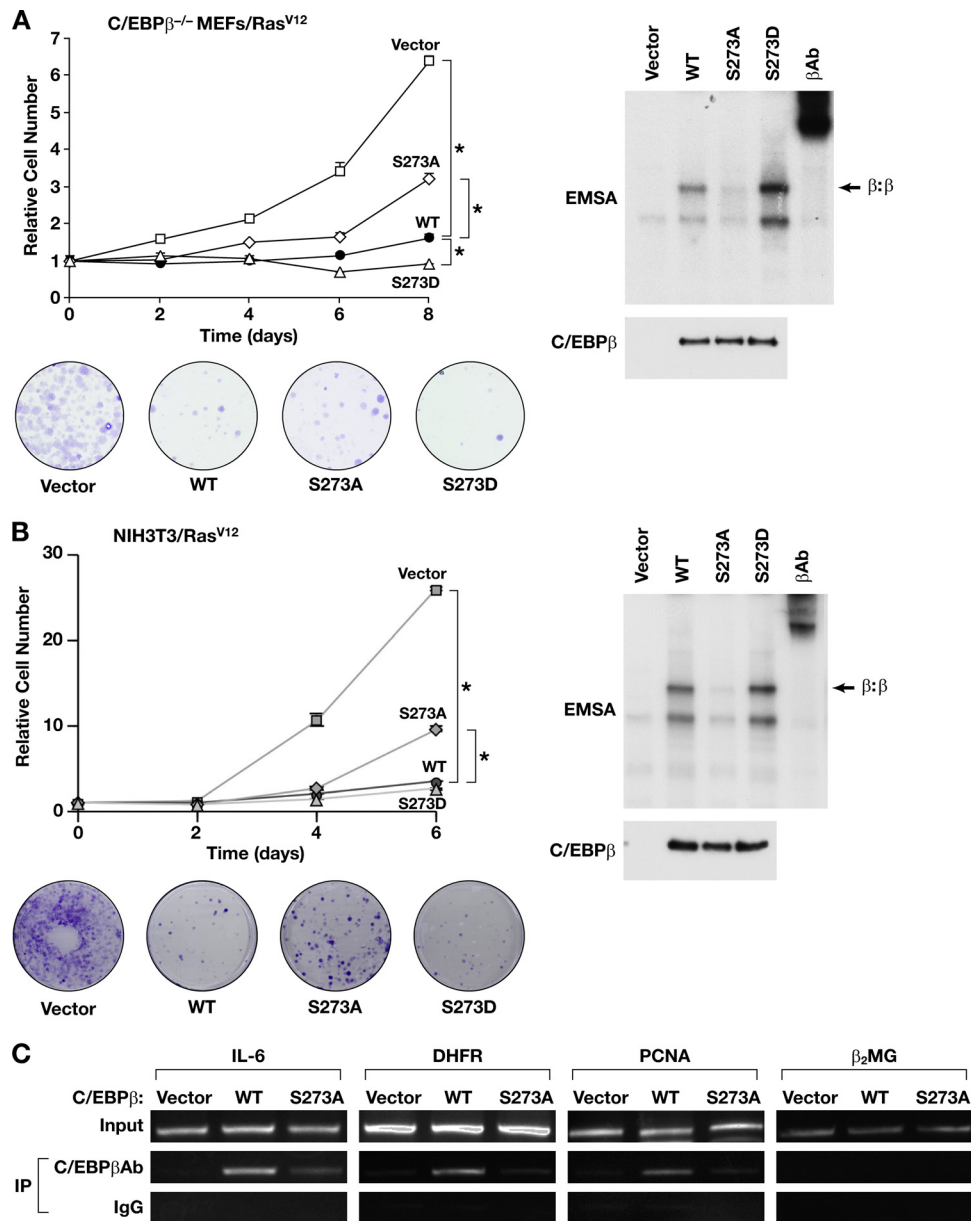 A
C/EBPβ–/– MEFs/RasV12
7
6
5
4
3
2
1
0
Relative Cell Number
Vector
S273A
WT
S273D
*
*
*
0 2 4 6 8
Time (days)
Vector WT S273A S273D
Vector WT S273A S273D βAb
EMSA
β:β
C/EBPβ
B
NIH3T3/RasV12
30
20
10
0
Relative Cell Number
Vector
S273A
WT
S273D
*
*
0 2 4 6
Time (days)
Vector WT S273A S273D
Vector WT S273A S273D βAb
EMSA
β:β
C/EBPβ
C
IL-6 DHFR PCNA β2MG
C/EBPβ: Vector WT S273A Vector WT S273A Vector WT S273A Vector WT S273A
Input
C/EBPβAb
IP
IgG